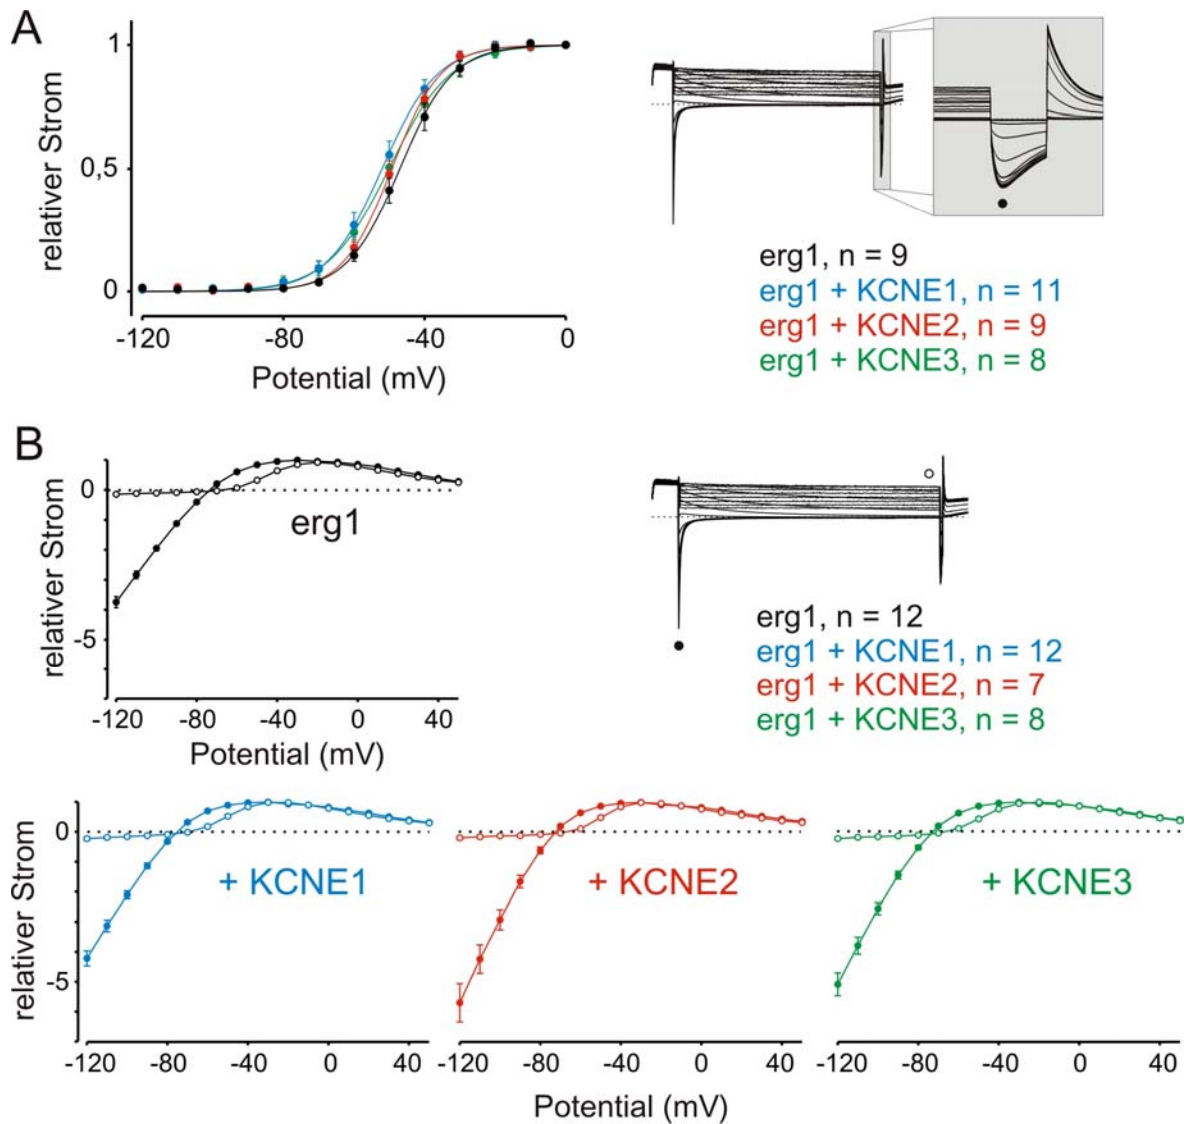 A
relativer Strom
1
0,5
0
-120
-80
-40
0
Potential (mV)
erg1, n = 9
erg1 + KCNE1, n = 11
erg1 + KCNE2, n = 9
erg1 + KCNE3, n = 8
B
relativer Strom
0
-5
erg1
-120
-80
-40
0
40
Potential (mV)
erg1, n = 12
erg1 + KCNE1, n = 12
erg1 + KCNE2, n = 7
erg1 + KCNE3, n = 8
relativer Strom
0
-5
+ KCNE1
-120
-80
-40
0
40
+ KCNE2
-120
-80
-40
0
40
+ KCNE3
-120
-80
-40
0
40
Potential (mV)